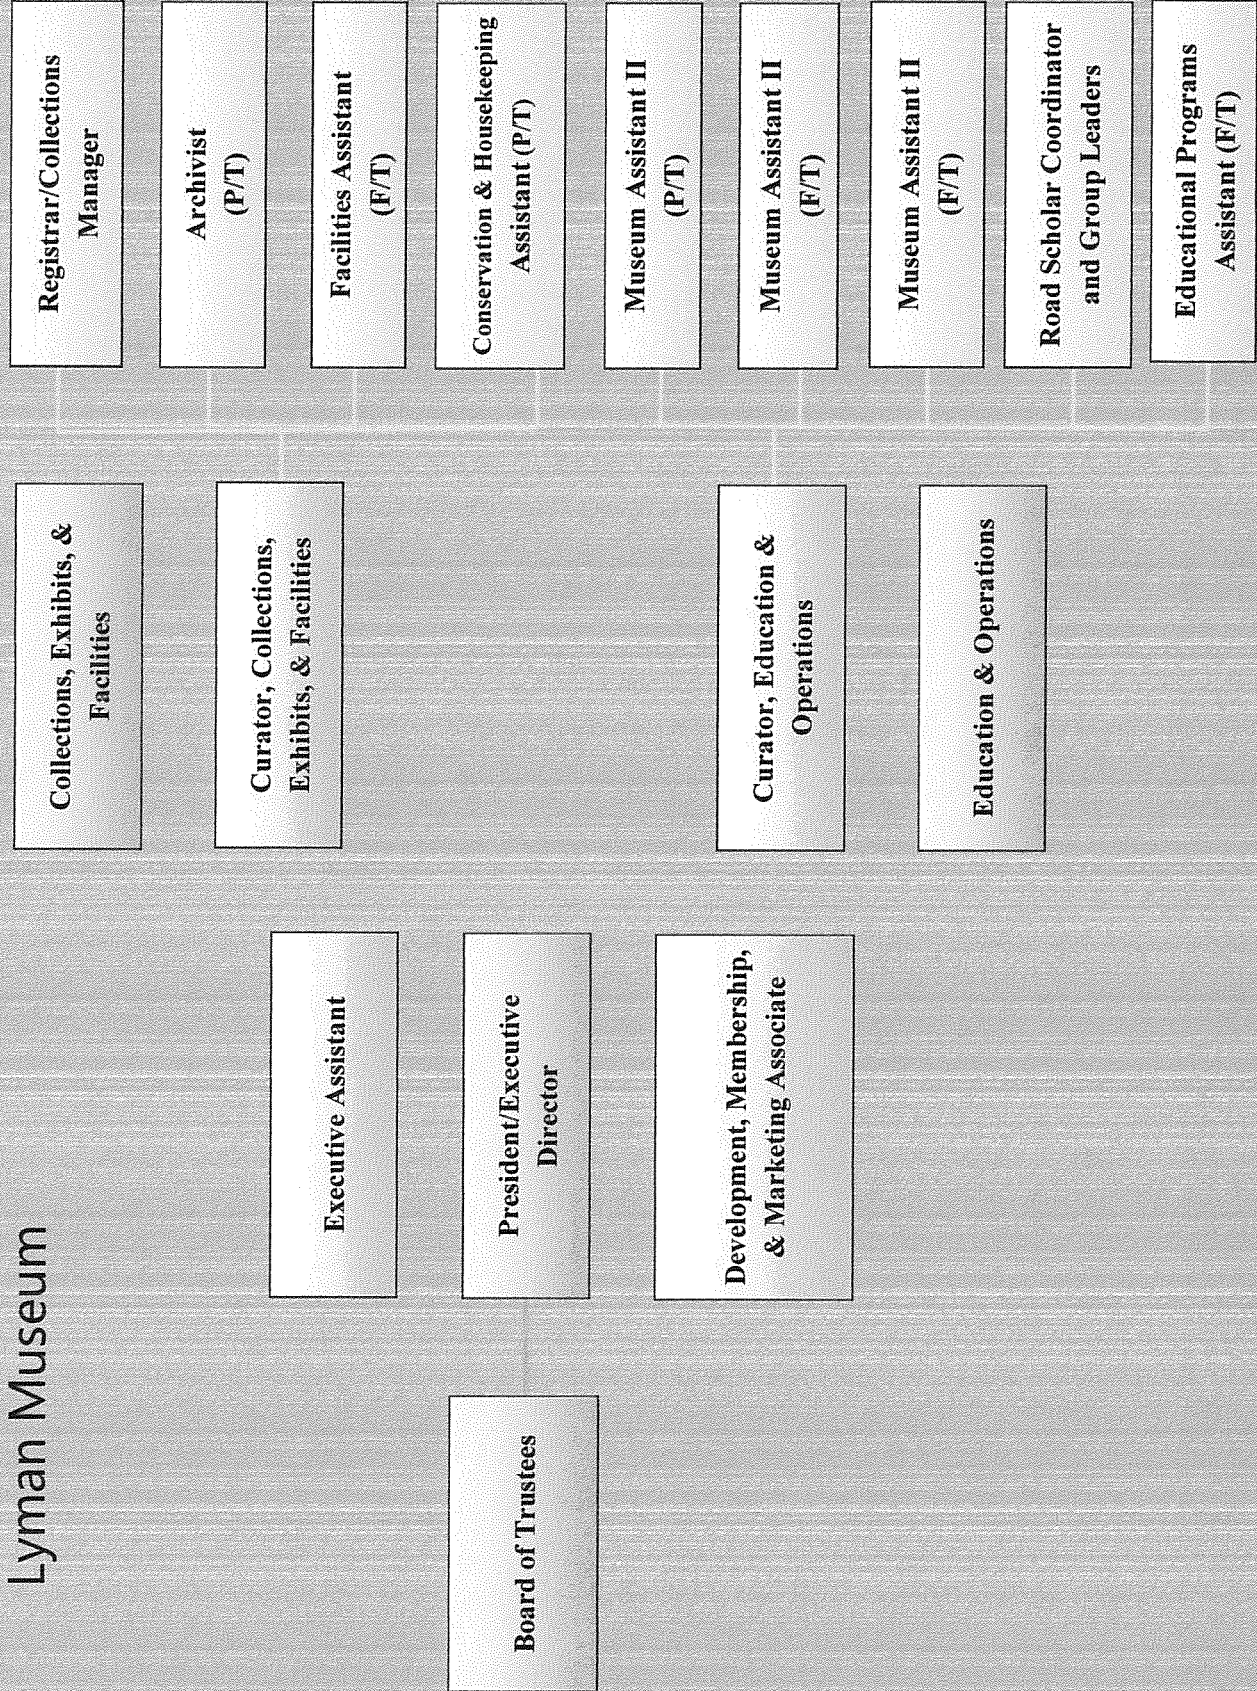 Lyman Museum
Board of Trustees
Executive Assistant
President/Executive
Director
Development, Membership,
& Marketing Associate
Collections, Exhibits, &
Facilities
Curator, Collections,
Exhibits, & Facilities
Curator, Education &
Operations
Education & Operations
Registrar/Collections
Manager
Archivist
(P/T)
Facilities Assistant
(F/T)
Conservation & Housekeeping
Assistant (P/T)
Museum Assistant II
(P/T)
Museum Assistant II
(F/T)
Museum Assistant II
(F/T)
Road Scholar Coordinator
and Group Leaders
Educational Programs
Assistant (F/T)